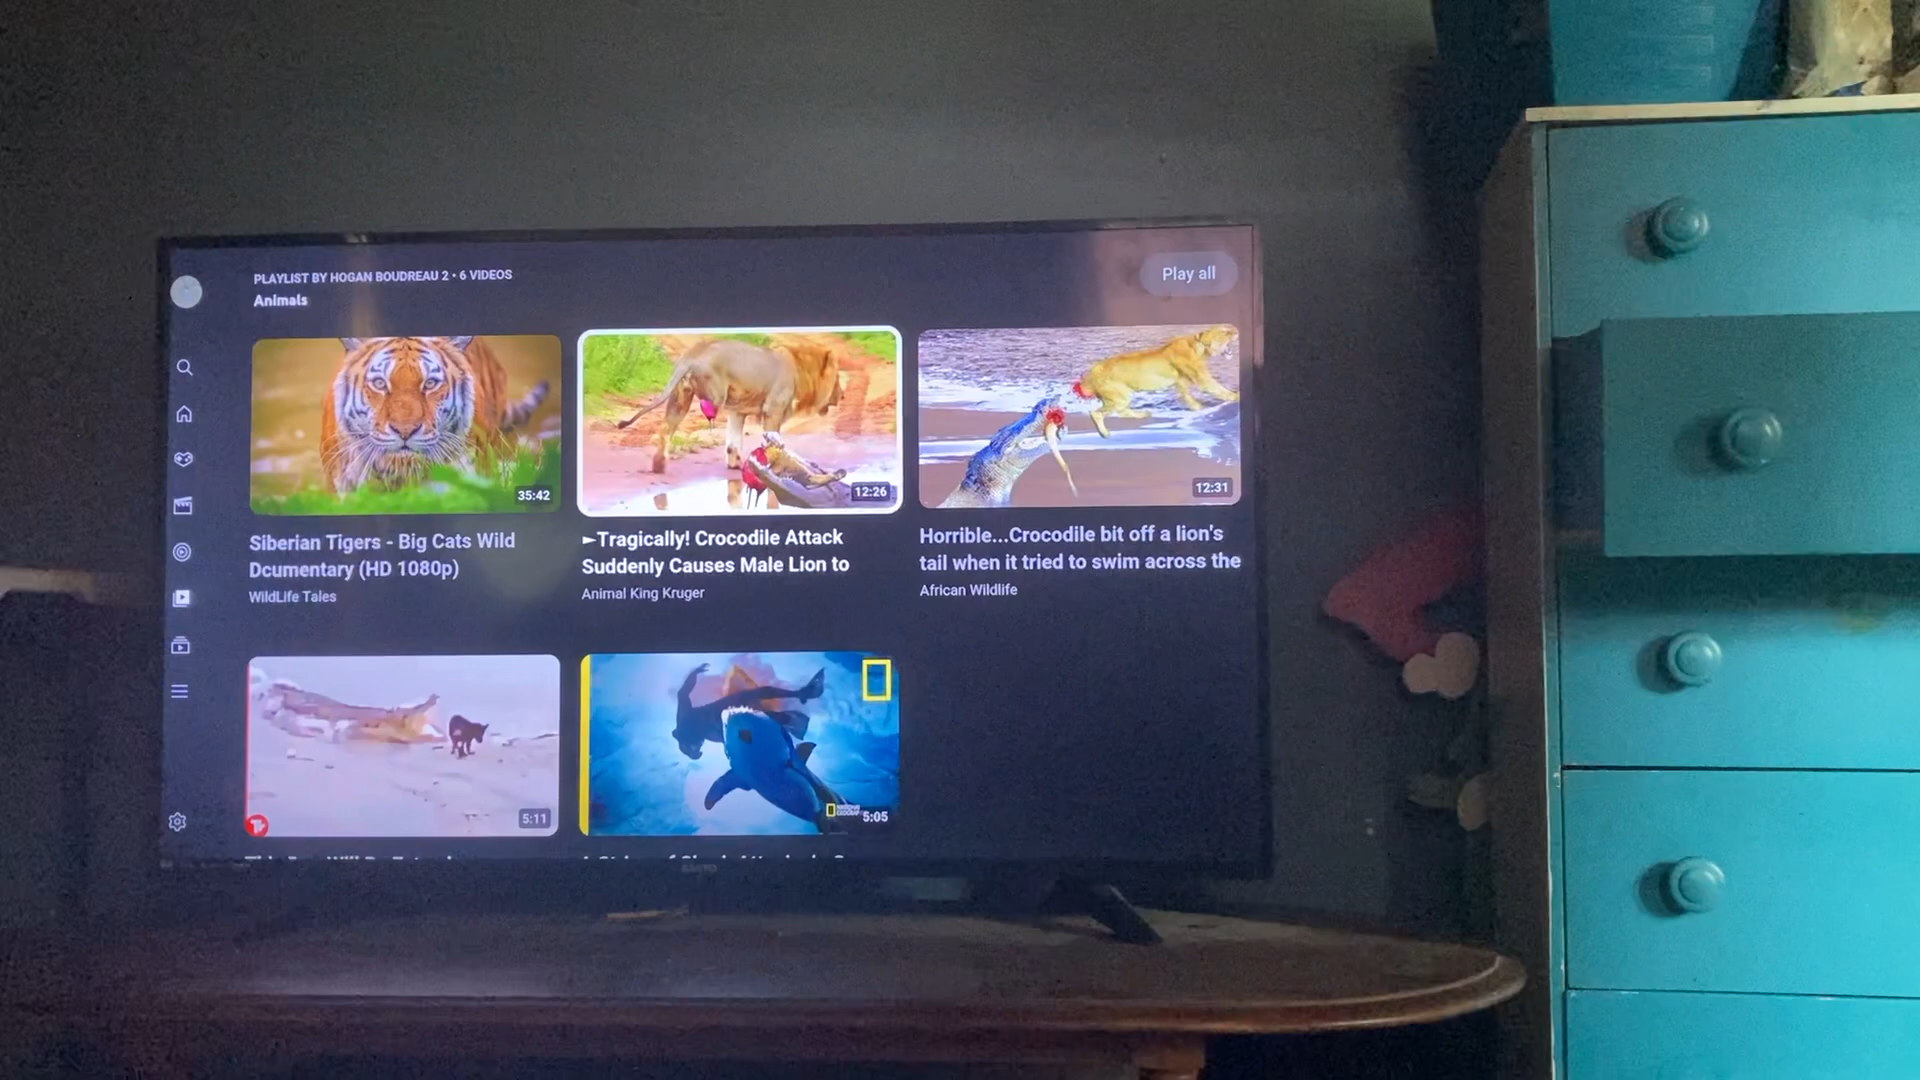 PLAYLIST BY HOGAN BOUDREAU 2 • 6 VIDEOS
Animals
Play all
35:42
12:26
12:31
Siberian Tigers - Big Cats Wild
Dcumentary (HD 1080p)
WildLife Tales
►Tragically! Crocodile Attack
Suddenly Causes Male Lion to
Animal King Kruger
Horrible...Crocodile bit off a lion's
tail when it tried to swim across the
African Wildlife
5:11
5:05